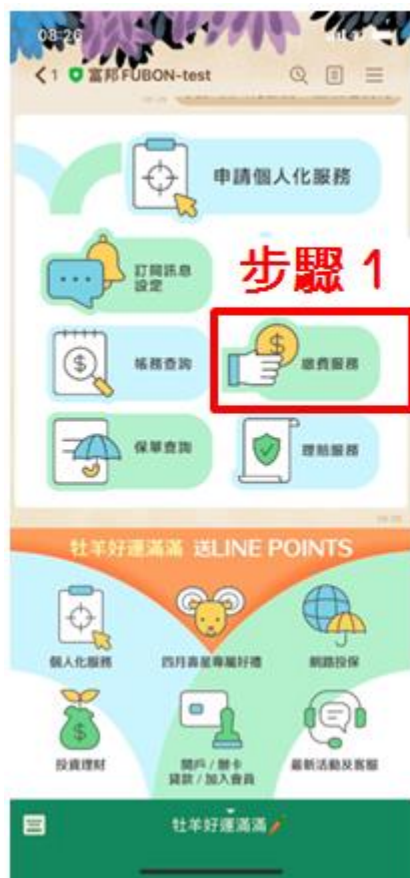 08:26
1 富邦FUBON-test
申請個人化服務
訂閱訊息
設定
步驟 1
帳務查詢
繳費服務
保單查詢
理賠服務
牡羊好運滿滿 送LINE POINTS
個人化服務
四月壽星專屬好禮
網路投保
投資理財
開戶 / 辦卡
貸款 / 加入會員
最新活動及客服
牡羊好運滿滿